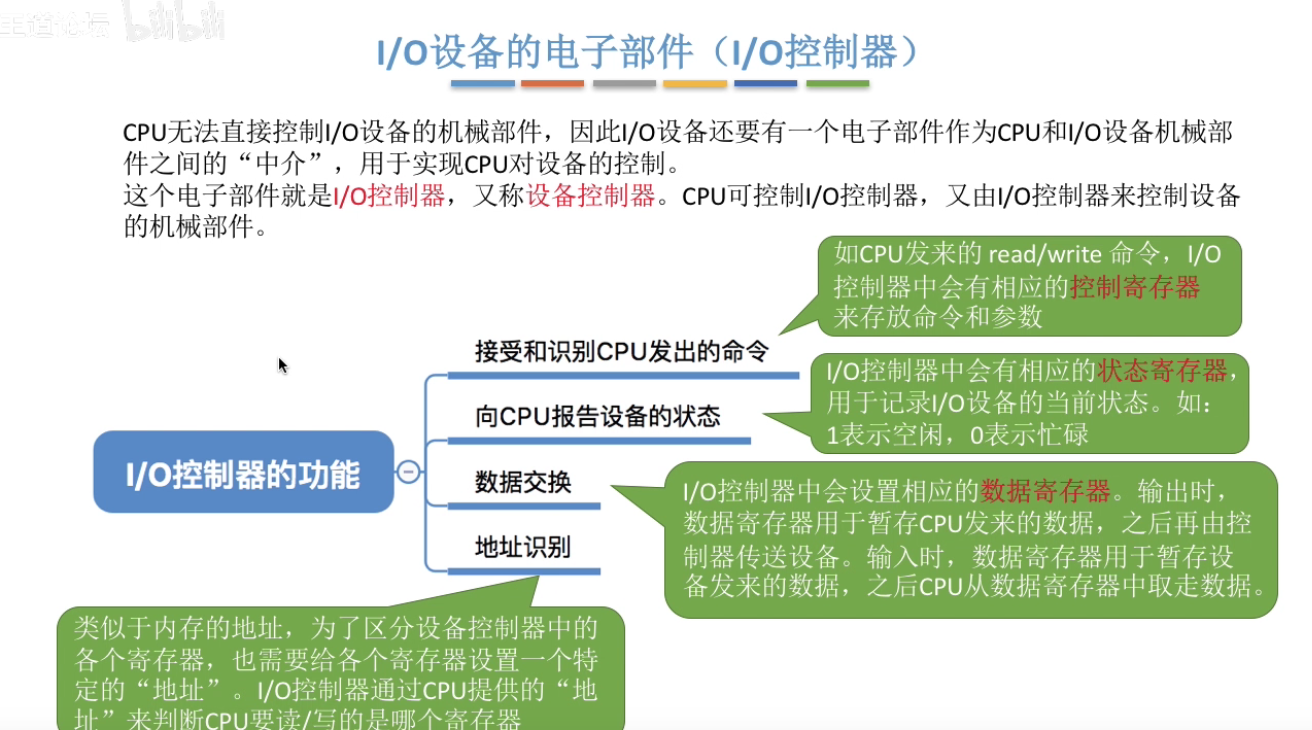 王道论坛 bilibili
I/O设备的电子部件（I/O控制器）
CPU无法直接控制I/O设备的机械部件，因此I/O设备还要有一个电子部件作为CPU和I/O设备机械部
件之间的“中介”，用于实现CPU对设备的控制。
这个电子部件就是I/O控制器，又称设备控制器。CPU可控制I/O控制器，又由I/O控制器来控制设备
的机械部件。
如CPU发来的 read/write 命令，I/O
控制器中会有相应的控制寄存器
来存放命令和参数
接受和识别CPU发出的命令
I/O控制器中会有相应的状态寄存器，
用于记录I/O设备的当前状态。如：
1表示空闲，0表示忙碌
向CPU报告设备的状态
I/O控制器的功能
数据交换
I/O控制器中会设置相应的数据寄存器。输出时，
数据寄存器用于暂存CPU发来的数据，之后再由控
制器传送设备。输入时，数据寄存器用于暂存设
备发来的数据，之后CPU从数据寄存器中取走数据。
地址识别
类似于内存的地址，为了区分设备控制器中的
各个寄存器，也需要给各个寄存器设置一个特
定的“地址”。I/O控制器通过CPU提供的“地
址”来判断CPU要读/写的是哪个寄存器